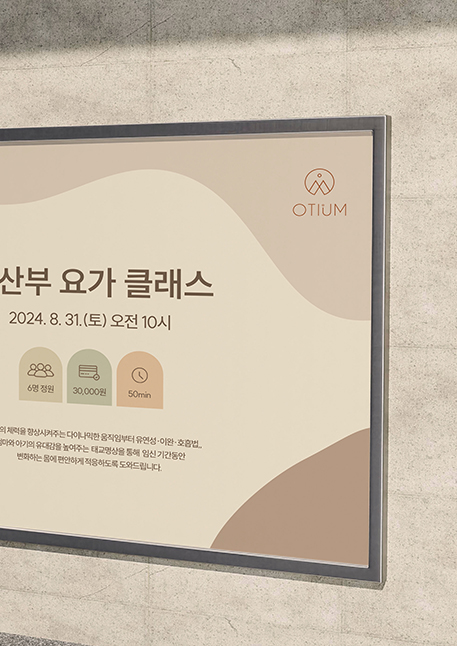 OTIUM
산부 요가 클래스
2024. 8. 31.(토) 오전 10시
6명 정원
30,000원
50min
의 체력을 향상시켜주는 다이나믹한 움직임부터 유연성·이완·호흡법,,
엄마와 아기의 유대감을 높여주는 태교명상을 통해 임신 기간동안
변화하는 몸에 편안하게 적응하도록 도와드립니다.